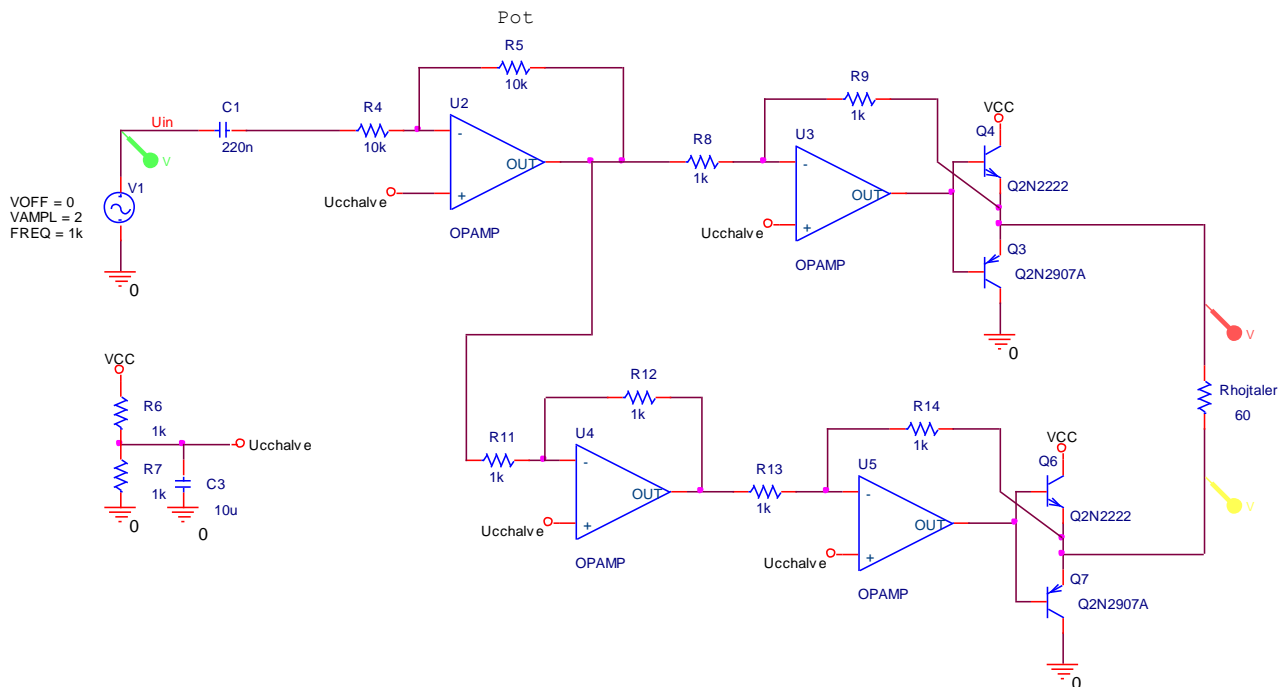 Pot
R5
10k
C1
220n
Uin
V
V1
VOFF = 0
VAMPL = 2
FREQ = 1k
0
R4
10k
U2
-
+
OUT
OPAMP
Ucchalve
R8
1k
R9
1k
U3
-
+
OUT
OPAMP
Ucchalve
VCC
Q4
Q2N2222
Q3
Q2N2907A
0
V
Rhojtaler
60
V
VCC
R6
1k
Ucchalve
R7
1k
C3
10u
0
0
R11
1k
R12
1k
U4
-
+
OUT
OPAMP
Ucchalve
R13
1k
R14
1k
U5
-
+
OUT
OPAMP
Ucchalve
VCC
Q6
Q2N2222
Q7
Q2N2907A
0